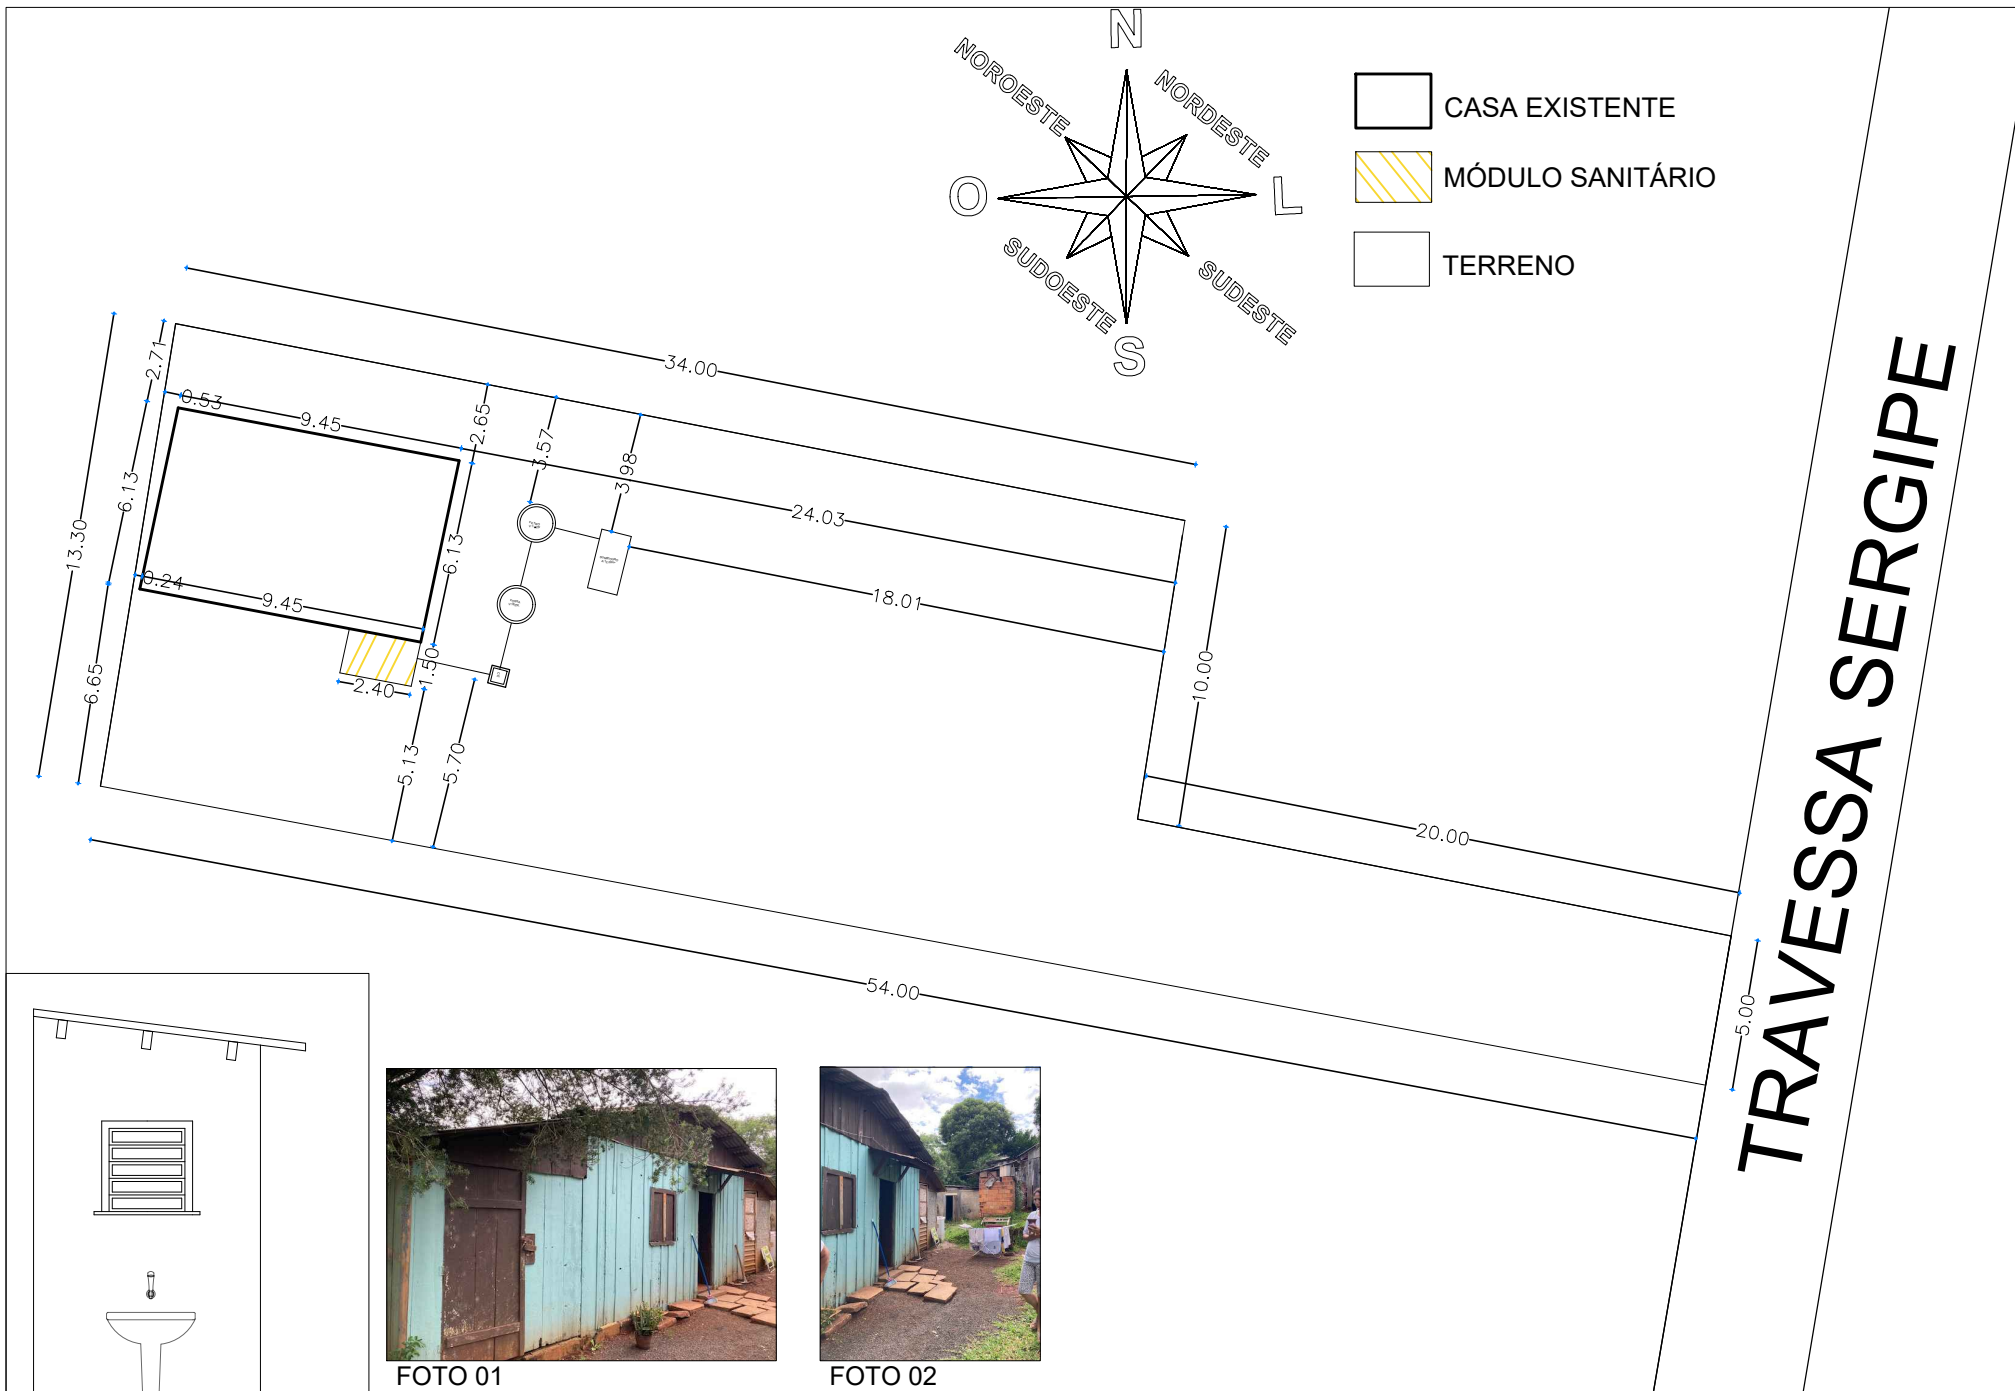 N
NOROESTE
NORDESTE
O
L
SUDOESTE
SUDESTE
S
CASA EXISTENTE
MÓDULO SANITÁRIO
TERRENO
TRAVESSA SERGIPE
34.00
2.71
0.53
9.45
2.65
3.57
3.98
6.13
13.30
24.03
6.13
18.01
0.24
9.45
10.00
6.65
2.40
1.50
5.13
5.70
20.00
54.00
5.00
FOTO 01
FOTO 02